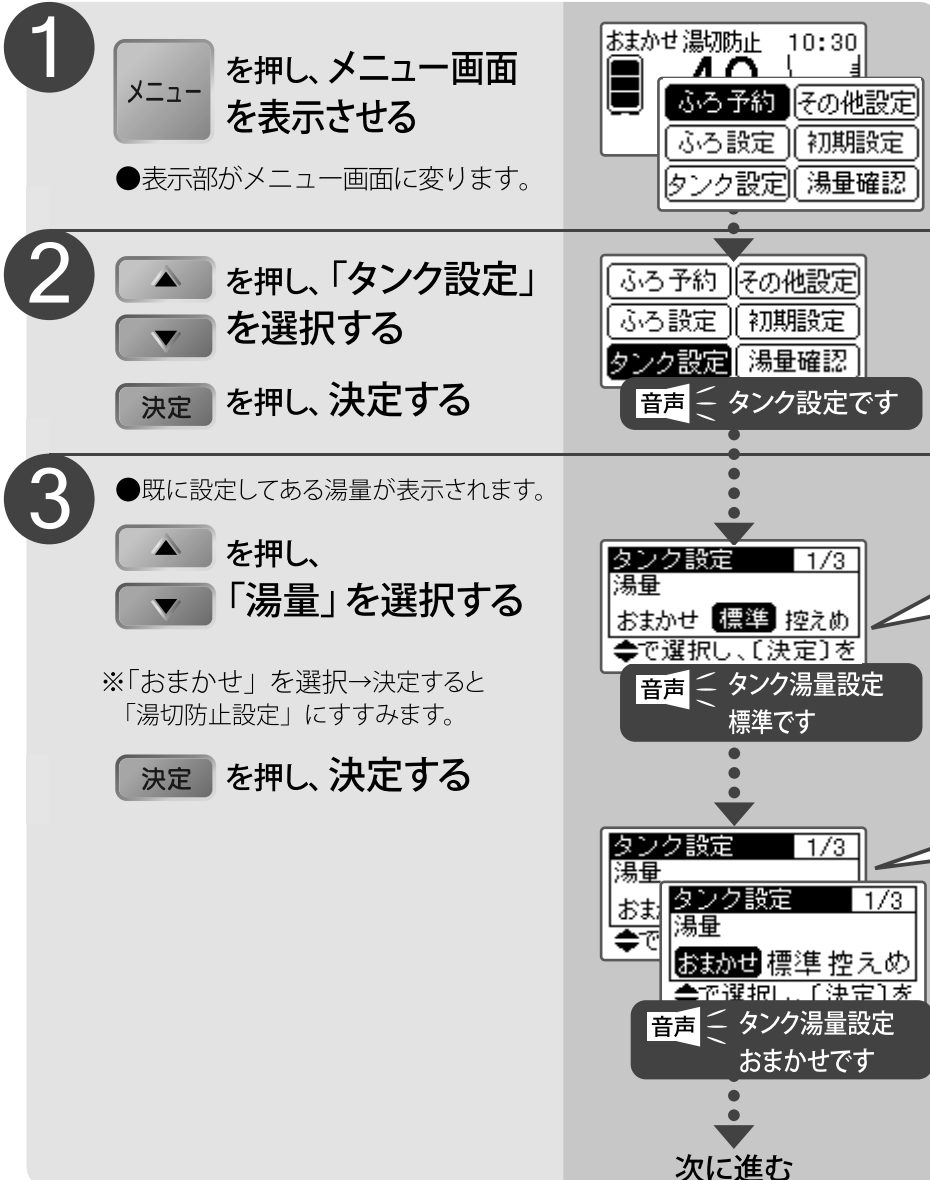 1
メニュー を押し、メニュー画面
を表示させる
●表示部がメニュー画面に変ります。
おまかせ 湯切防止 10:30
ふろ予約 その他設定
ふろ設定 初期設定
タンク設定 湯量確認
2
▲ を押し、「タンク設定」
▼ を選択する
決定 を押し、決定する
ふろ予約 その他設定
ふろ設定 初期設定
タンク設定 湯量確認
音声 タンク設定です
3
●既に設定してある湯量が表示されます。
▲ を押し、
▼ 「湯量」を選択する
※「おまかせ」を選択→決定すると
「湯切防止設定」にすすみます。
決定 を押し、決定する
タンク設定 1/3
湯量
おまかせ 標準 控えめ
で選択し、〔決定〕を
音声 タンク湯量設定
標準です
タンク設定 1/3
湯量
おま
で
タンク設定 1/3
湯量
おまかせ 標準 控えめ
で選択し、〔決定〕を
音声 タンク湯量設定
おまかせです
次に進む